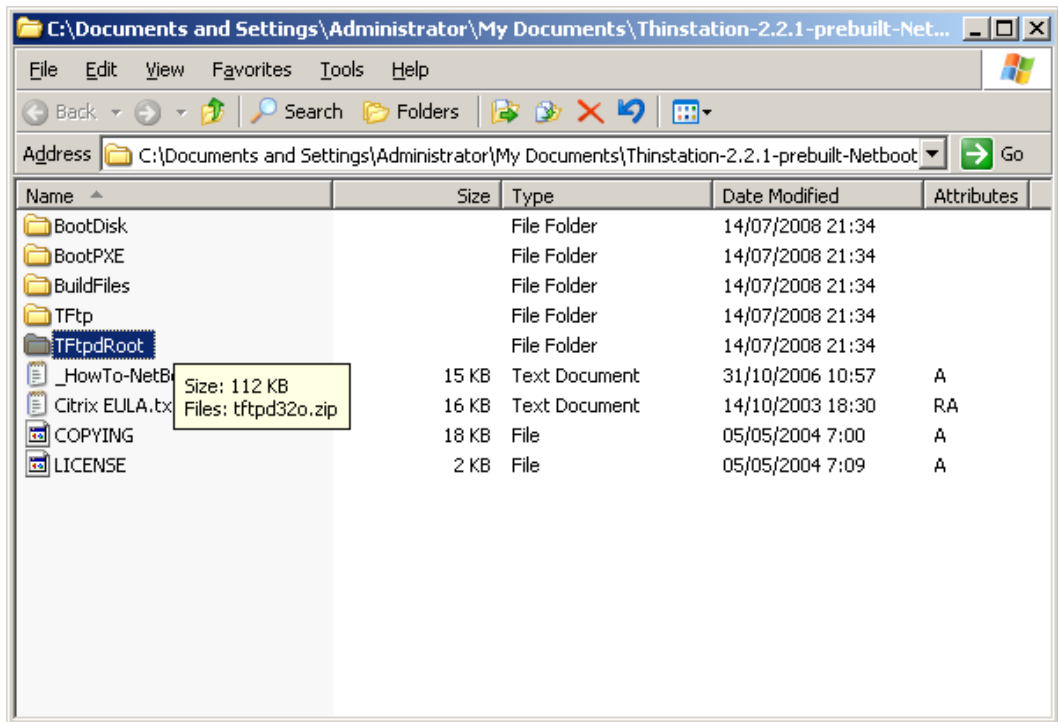 C:\Documents and Settings\Administrator\My Documents\Thinstation-2.2.1-prebuilt-Net...
File Edit View Favorites Tools Help
Back Search Folders
Address C:\Documents and Settings\Administrator\My Documents\Thinstation-2.2.1-prebuilt-Netboot Go
Name Size Type Date Modified Attributes
BootDisk File Folder 14/07/2008 21:34
BootPXE File Folder 14/07/2008 21:34
BuildFiles File Folder 14/07/2008 21:34
TFtp File Folder 14/07/2008 21:34
TFtpdRoot File Folder 14/07/2008 21:34
_HowTo-NetB 15 KB Text Document 31/10/2006 10:57 A
Size: 112 KB
Citrix EULA.tx 16 KB Text Document 14/10/2003 18:30 RA
Files: tftpd32o.zip
COPYING 18 KB File 05/05/2004 7:00 A
LICENSE 2 KB File 05/05/2004 7:09 A